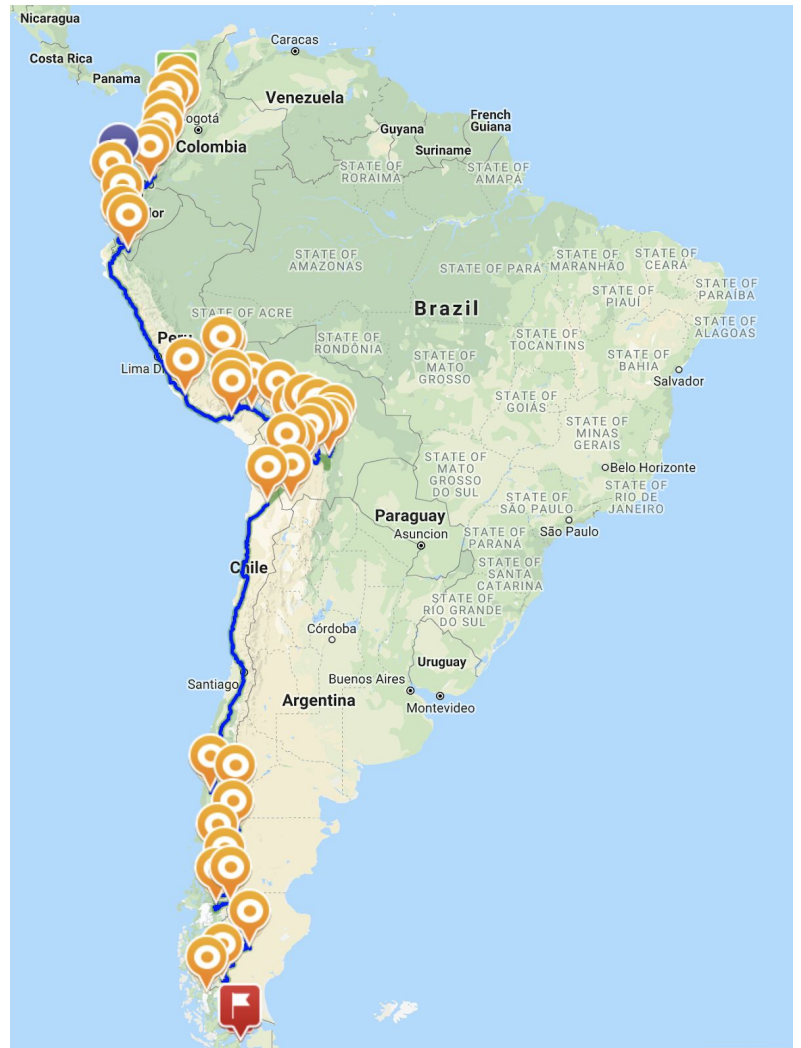 Nicaragua
Costa Rica
Panama
Caracas
Venezuela
ogotá
Colombia
Guyana
French
Guiana
Suriname
STATE OF
RORAIMA
STATE OF
AMAPÁ
dor
STATE OF
AMAZONAS
STATE OF PARÁ
STATE OF
MARANHÃO
STATE OF
CEARÁ
STATE OF
PIAUÍ
STATE OF
PARAÍBA
STATE OF
ALAGOAS
STATE OF ACRE
Brazil
Peru
Lima D
STATE OF
RONDÔNIA
STATE OF
TOCANTINS
STATE OF
MATO
GROSSO
STATE OF
BAHIA
Salvador
STATE OF
GOIÁS
STATE OF
MINAS
GERAIS
STATE OF
MATO
GROSSO
DO SUL
Belo Horizonte
STATE OF
RIO DE
JANEIRO
STATE OF
SÃO PAULO
São Paulo
Paraguay
Asuncion
STATE OF
PARANÁ
STATE OF
SANTA
CATARINA
STATE OF
RIO GRANDE
DO SUL
Chile
Córdoba
Uruguay
Santiago
Buenos Aires
Montevideo
Argentina